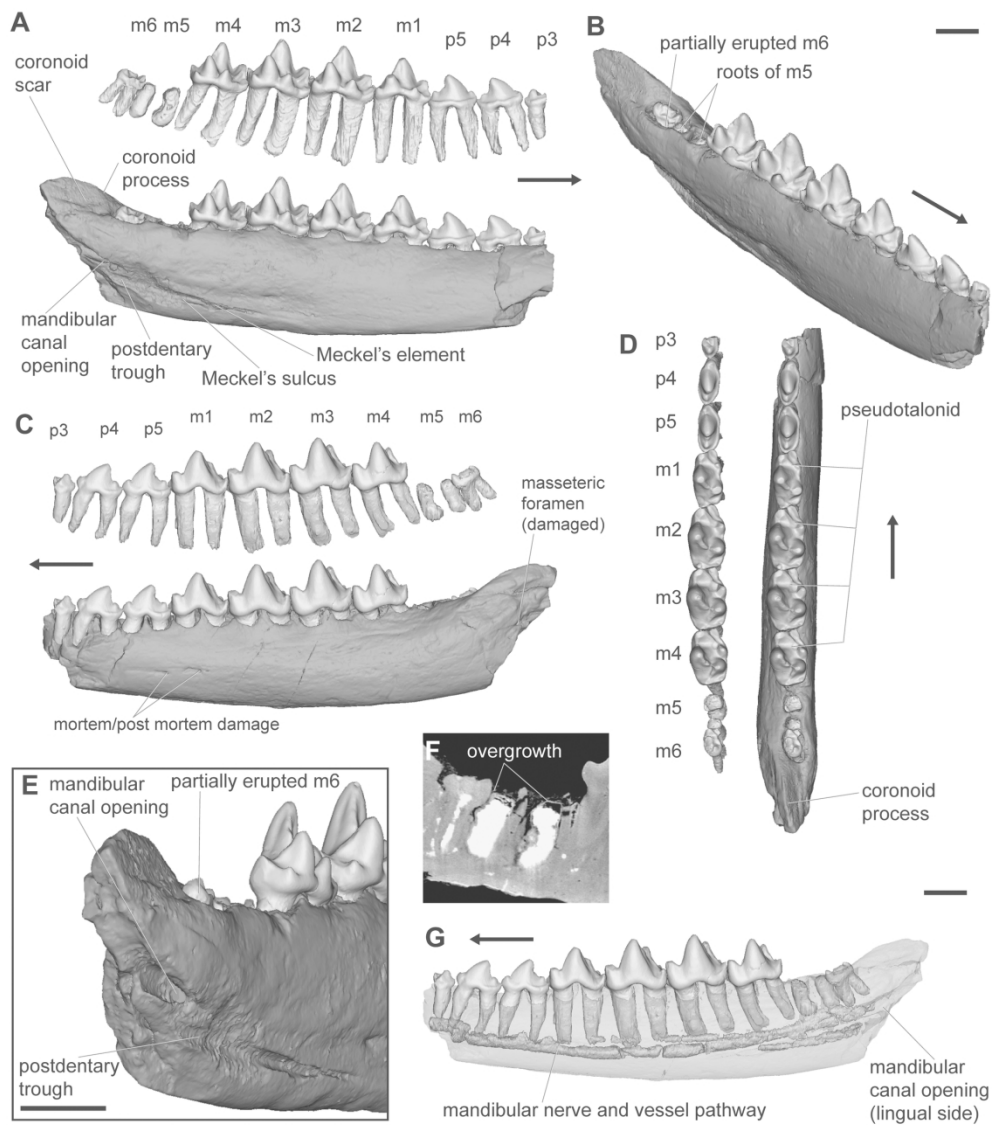 A
m6 m5 m4 m3 m2 m1 p5 p4 p3
coronoid
scar
coronoid
process
mandibular
canal
opening
postdentary
trough
Meckel's sulcus
Meckel's element
B
partially erupted m6
roots of m5
C
p3 p4 p5 m1 m2 m3 m4 m5 m6
masseteric
foramen
(damaged)
mortem/post mortem damage
D
p3
p4
p5
m1
m2
m3
m4
m5
m6
pseudotalonid
coronoid
process
E
mandibular
canal opening
partially erupted m6
postdentary
trough
F
overgrowth
G
mandibular nerve and vessel pathway
mandibular
canal opening
(lingual side)